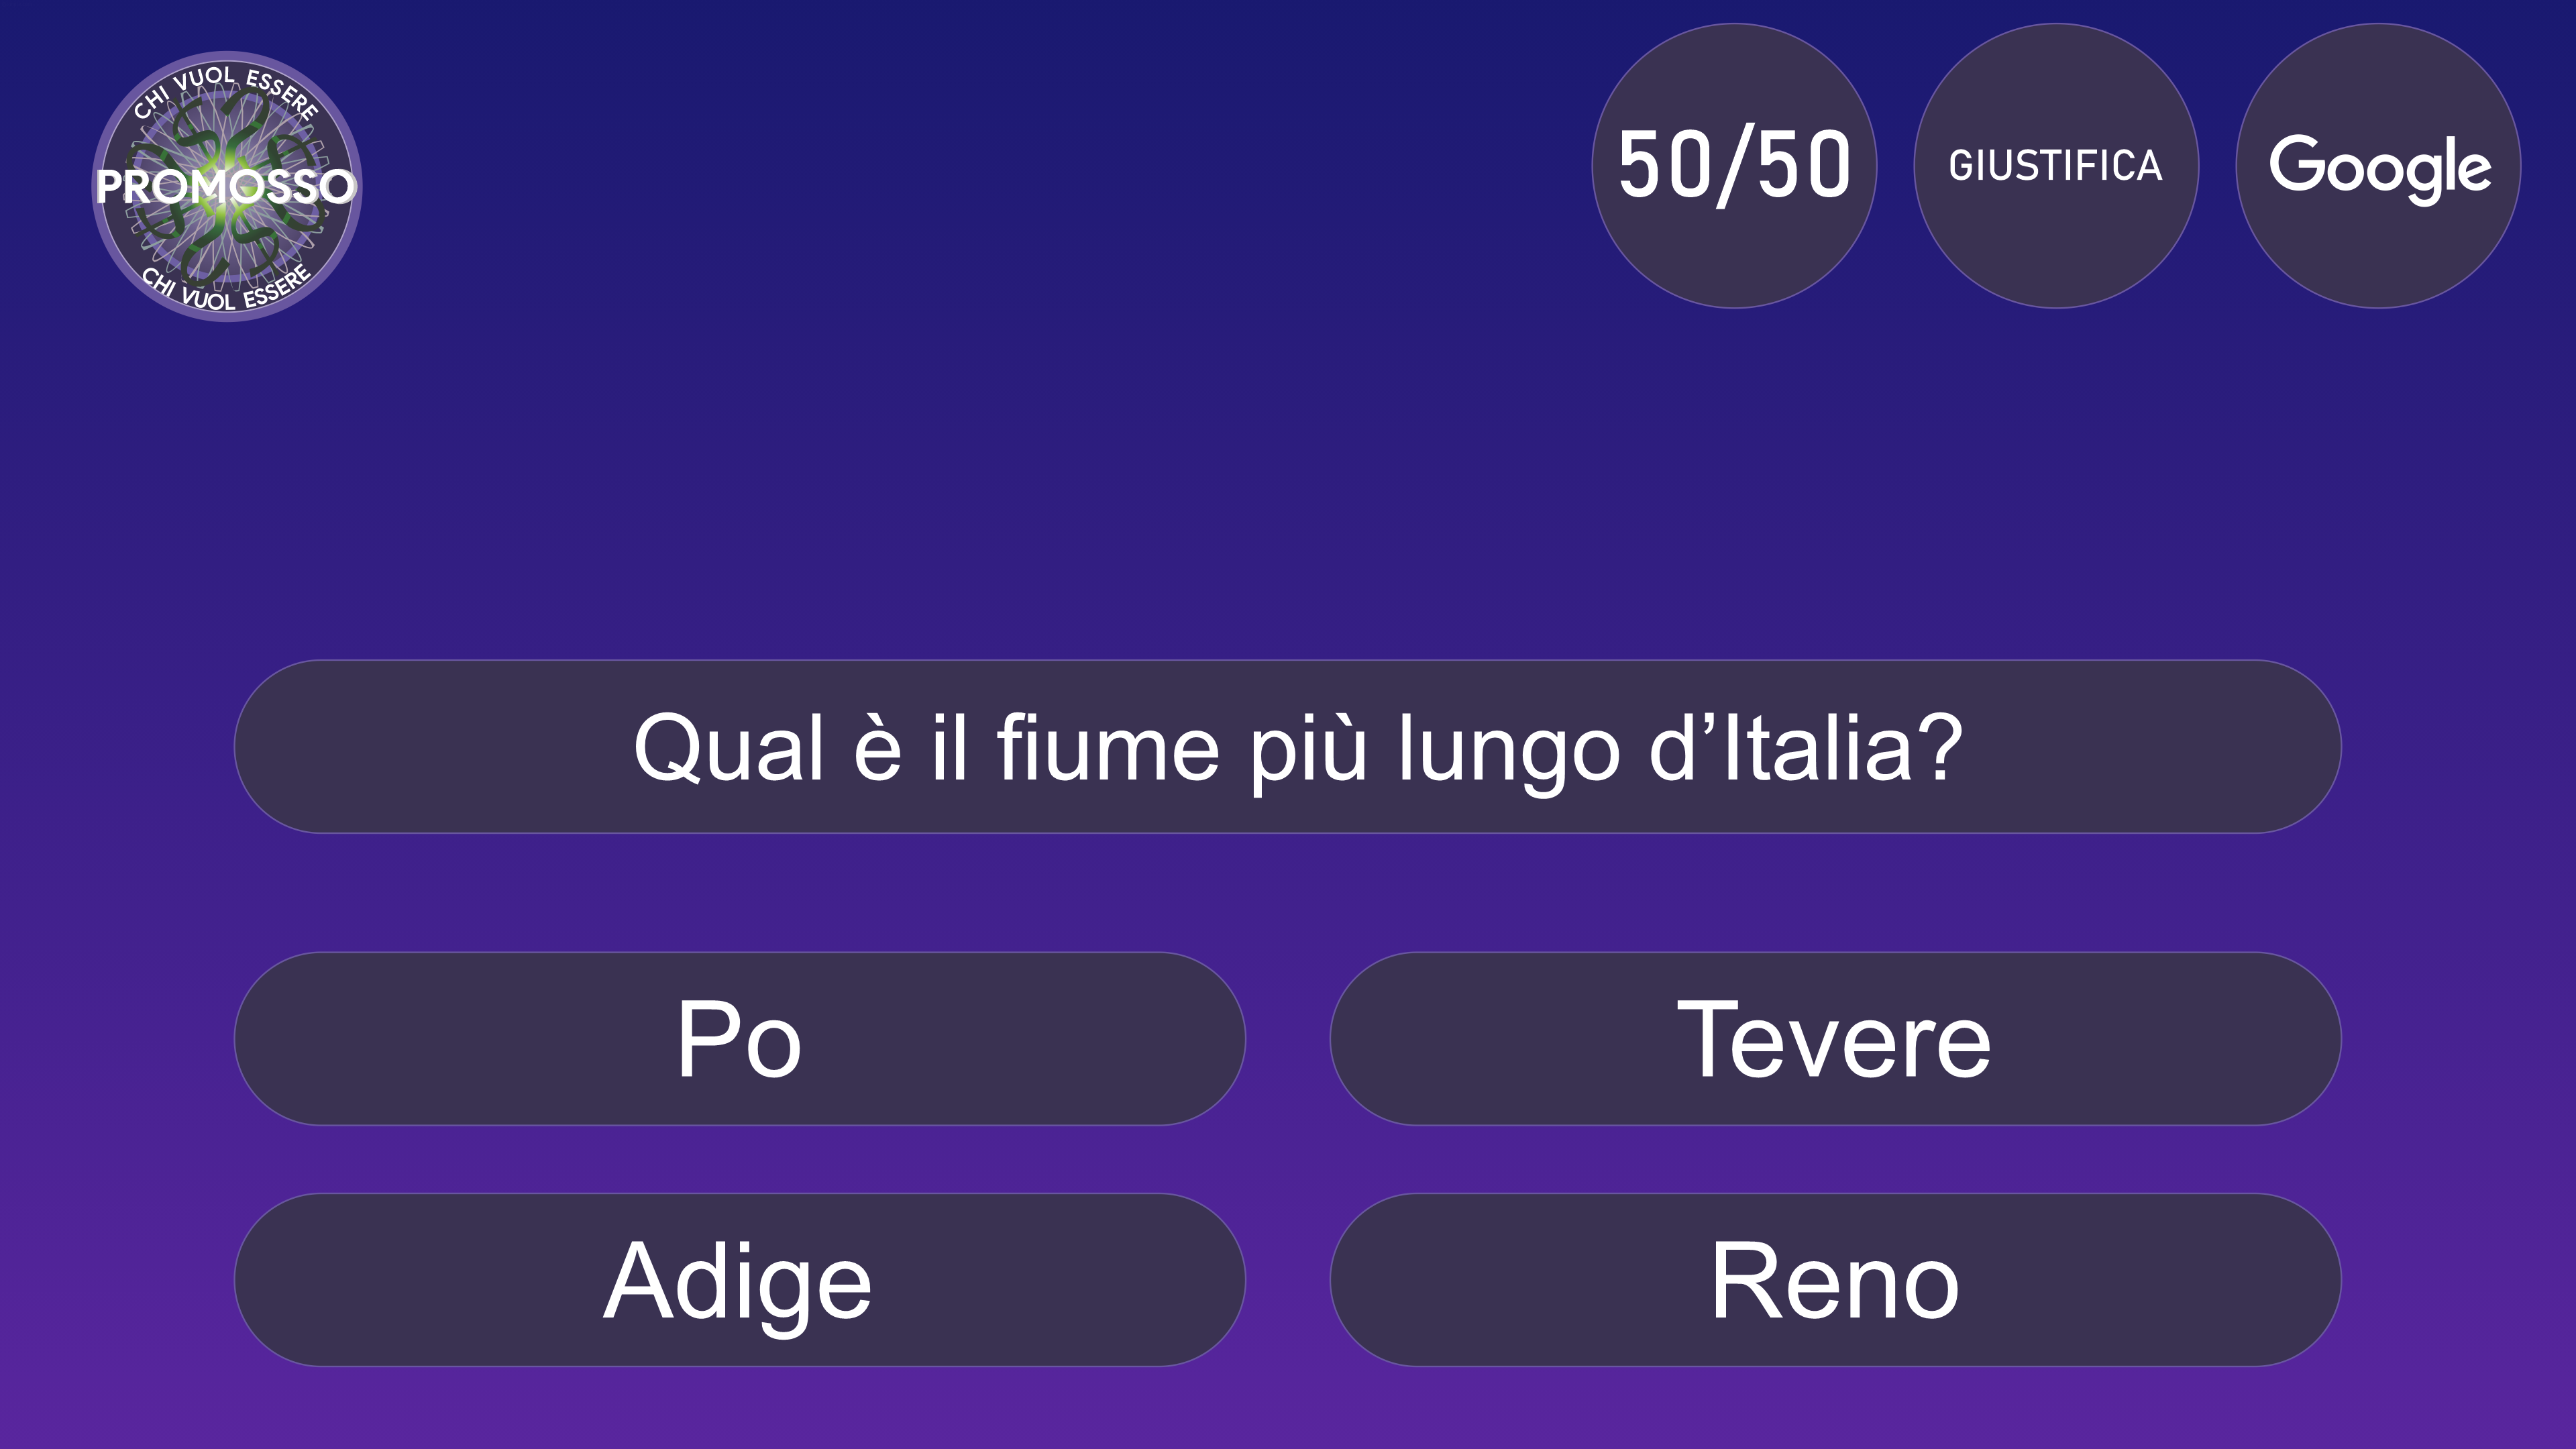 CHI VUOL ESSERE
PROMOSSO
CHI VUOL ESSERE
50/50
GIUSTIFICA
Google
Qual è il fiume più lungo d’Italia?
Po
Tevere
Adige
Reno